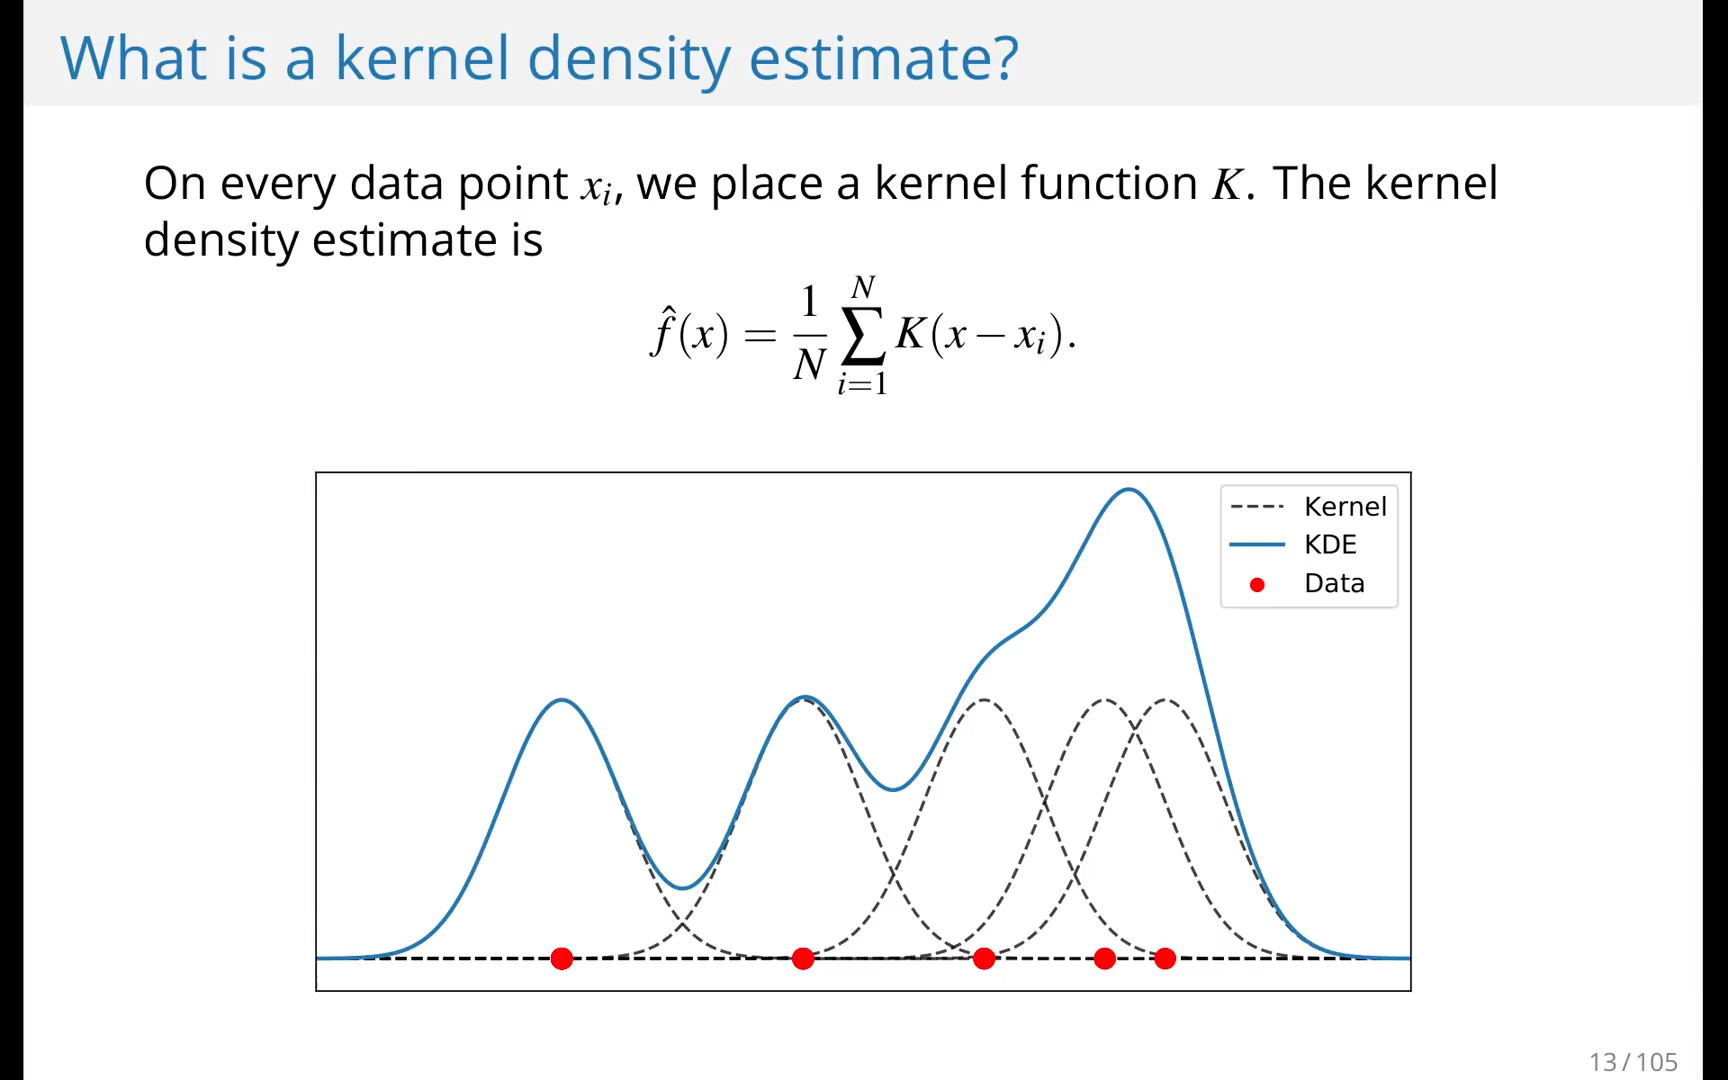 What is a kernel density estimate?
On every data point xᵢ, we place a kernel function K. The kernel
density estimate is
f̂(x) = 1/N ∑_{i=1}^{N} K(x − xᵢ).
Kernel
KDE
Data
13 / 105